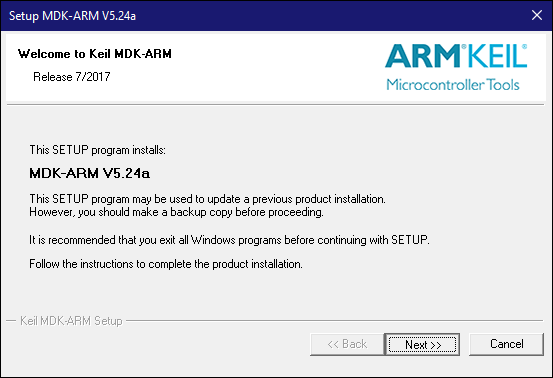 Setup MDK-ARM V5.24a
Welcome to Keil MDK-ARM
Release 7/2017
ARM®KEIL®
Microcontroller Tools
This SETUP program installs:
MDK-ARM V5.24a
This SETUP program may be used to update a previous product installation.
However, you should make a backup copy before proceeding.
It is recommended that you exit all Windows programs before continuing with SETUP.
Follow the instructions to complete the product installation.
Keil MDK-ARM Setup
<< Back
Next >>
Cancel